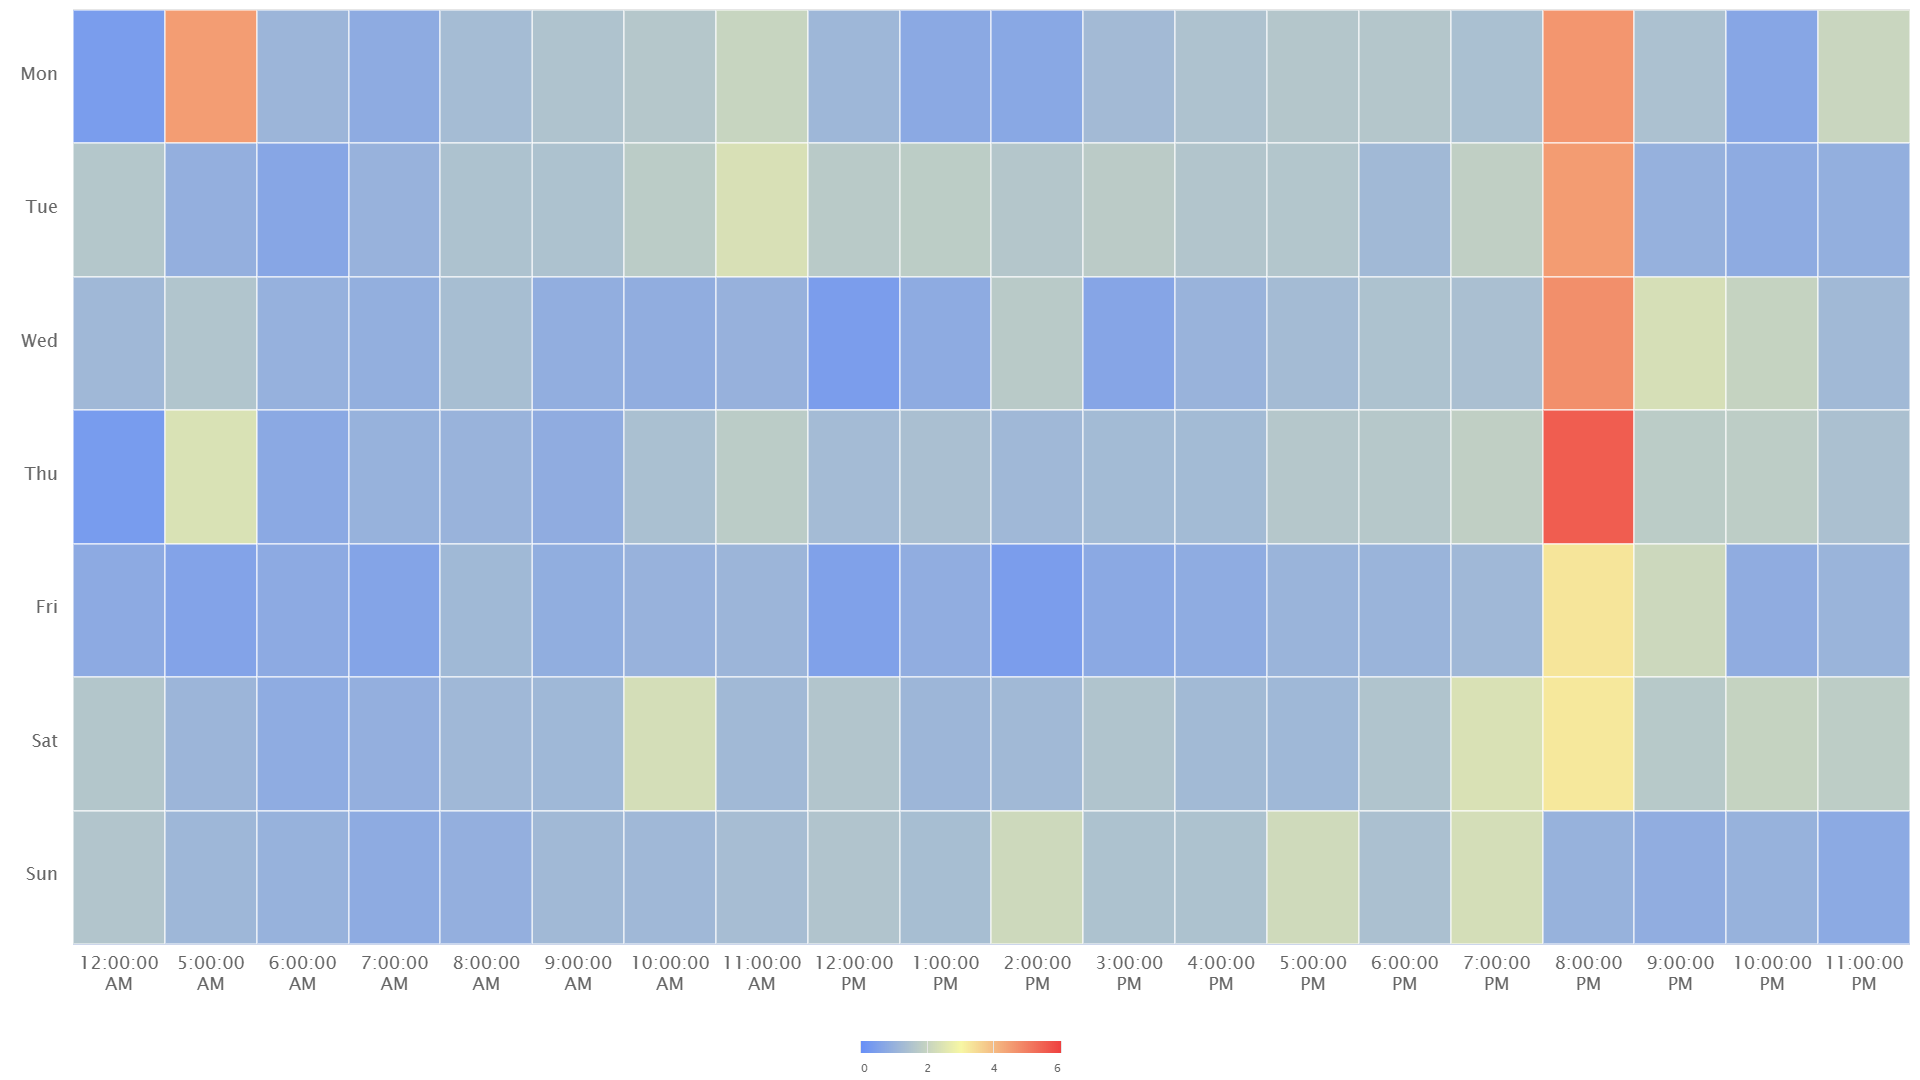 Mon
Tue
Wed
Thu
Fri
Sat
Sun
12:00:00 AM
5:00:00 AM
6:00:00 AM
7:00:00 AM
8:00:00 AM
9:00:00 AM
10:00:00 AM
11:00:00 AM
12:00:00 PM
1:00:00 PM
2:00:00 PM
3:00:00 PM
4:00:00 PM
5:00:00 PM
6:00:00 PM
7:00:00 PM
8:00:00 PM
9:00:00 PM
10:00:00 PM
11:00:00 PM
0 2 4 6